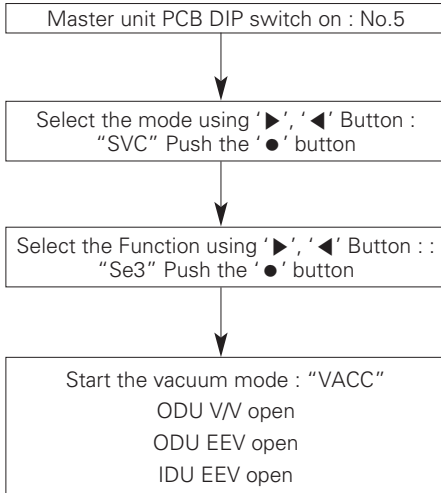 Master unit PCB DIP switch on : No.5
Select the mode using ‘▶’, ‘◀’ Button :
“SVC” Push the ‘●’ button
Select the Function using ‘▶’, ‘◀’ Button : :
“Se3” Push the ‘●’ button
Start the vacuum mode : “VACC”
ODU V/V open
ODU EEV open
IDU EEV open